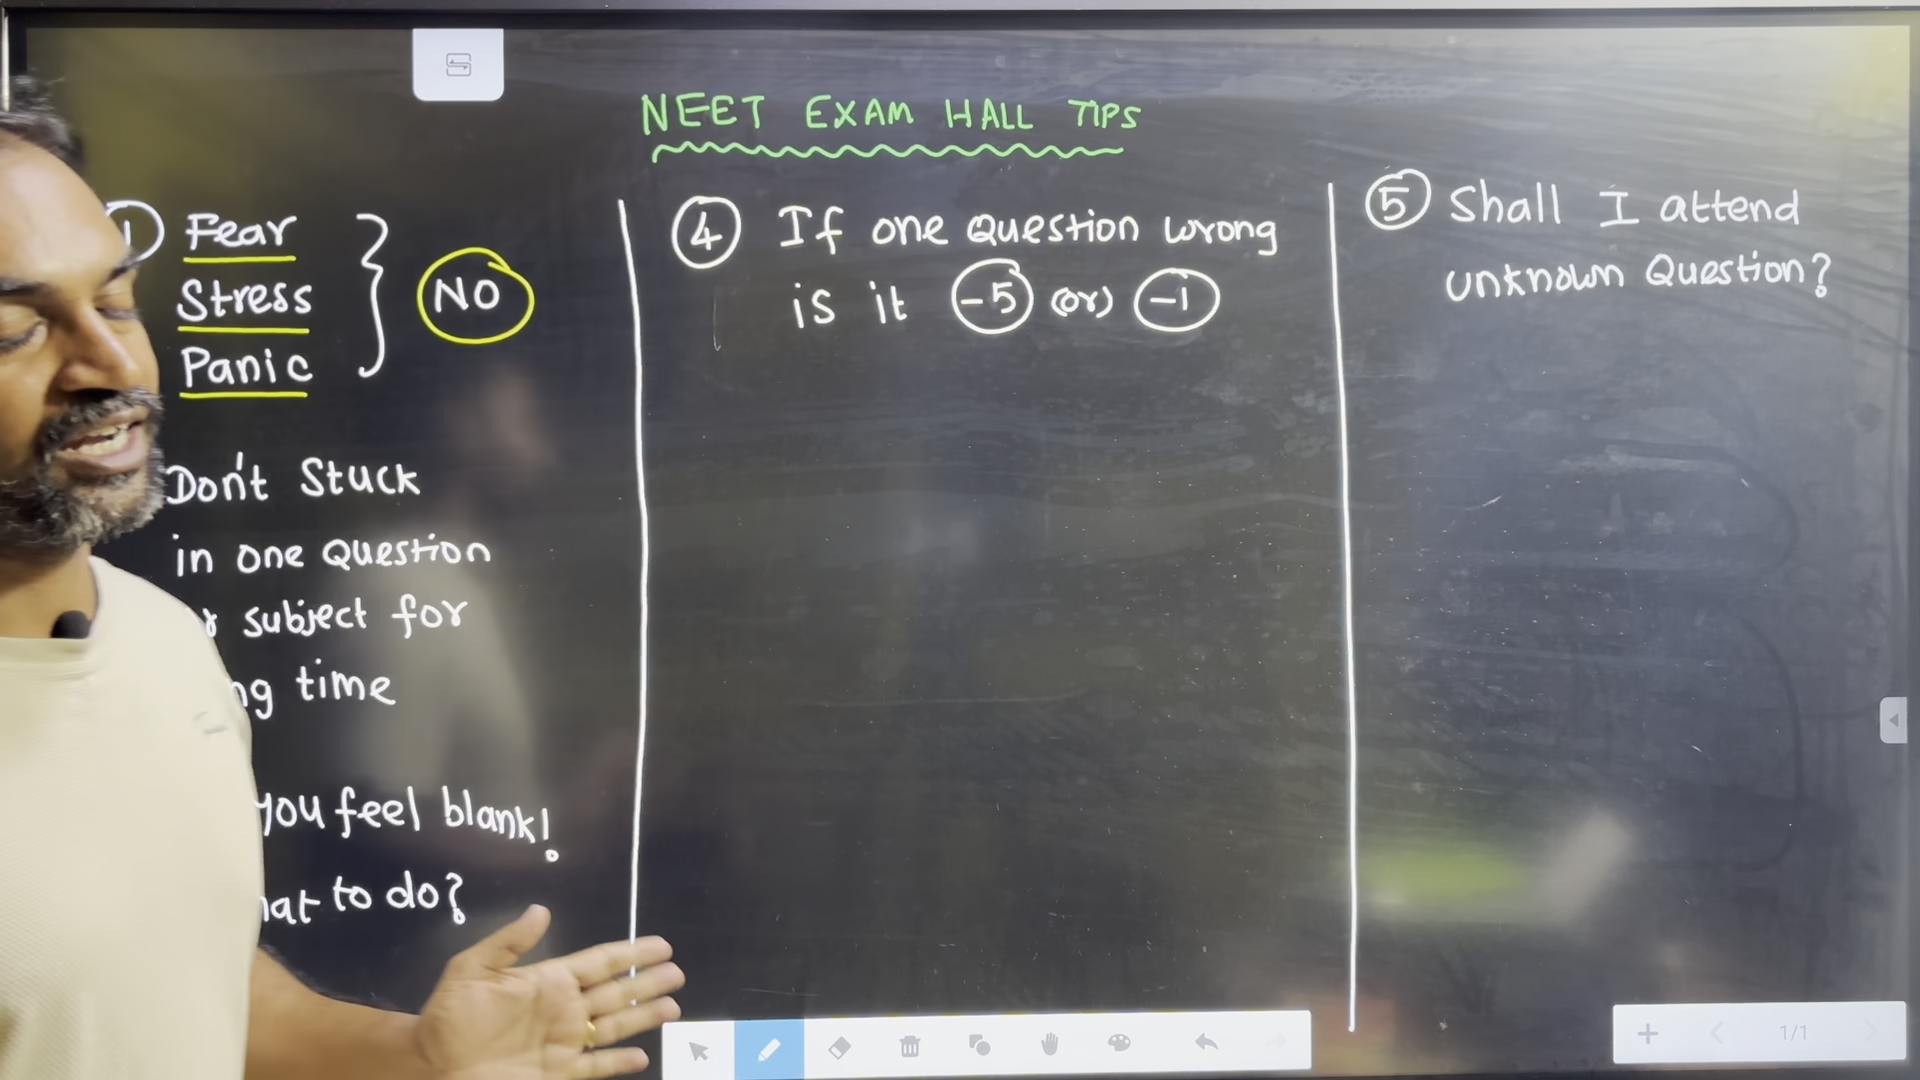 NEET EXAM HALL TIPS
1 Fear
Stress
Panic
NO
Don't Stuck
in one Question
subject for
time
you feel blank!
to do?
4 If one Question wrong
is it -5 (or) -1
5 Shall I attend
unknown Question?
1/1